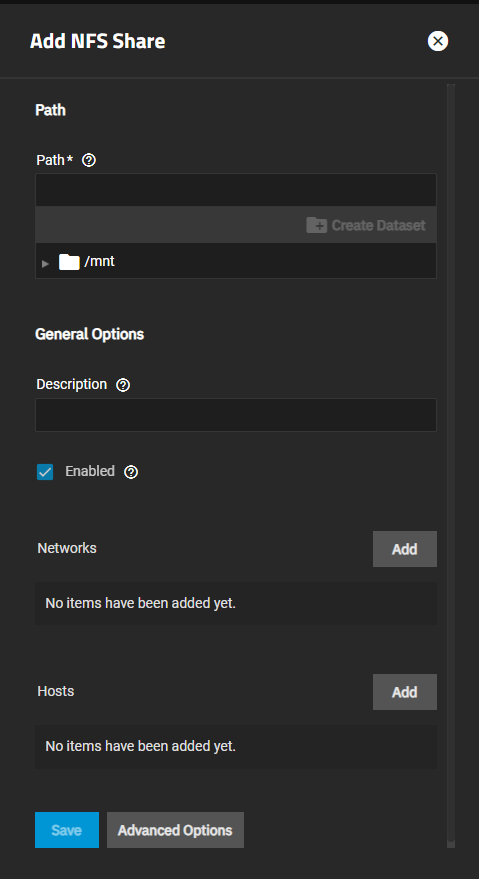 Add NFS Share
Path
Path*
Create Dataset
/mnt
General Options
Description
Enabled
Networks
Add
No items have been added yet.
Hosts
Add
No items have been added yet.
Save
Advanced Options